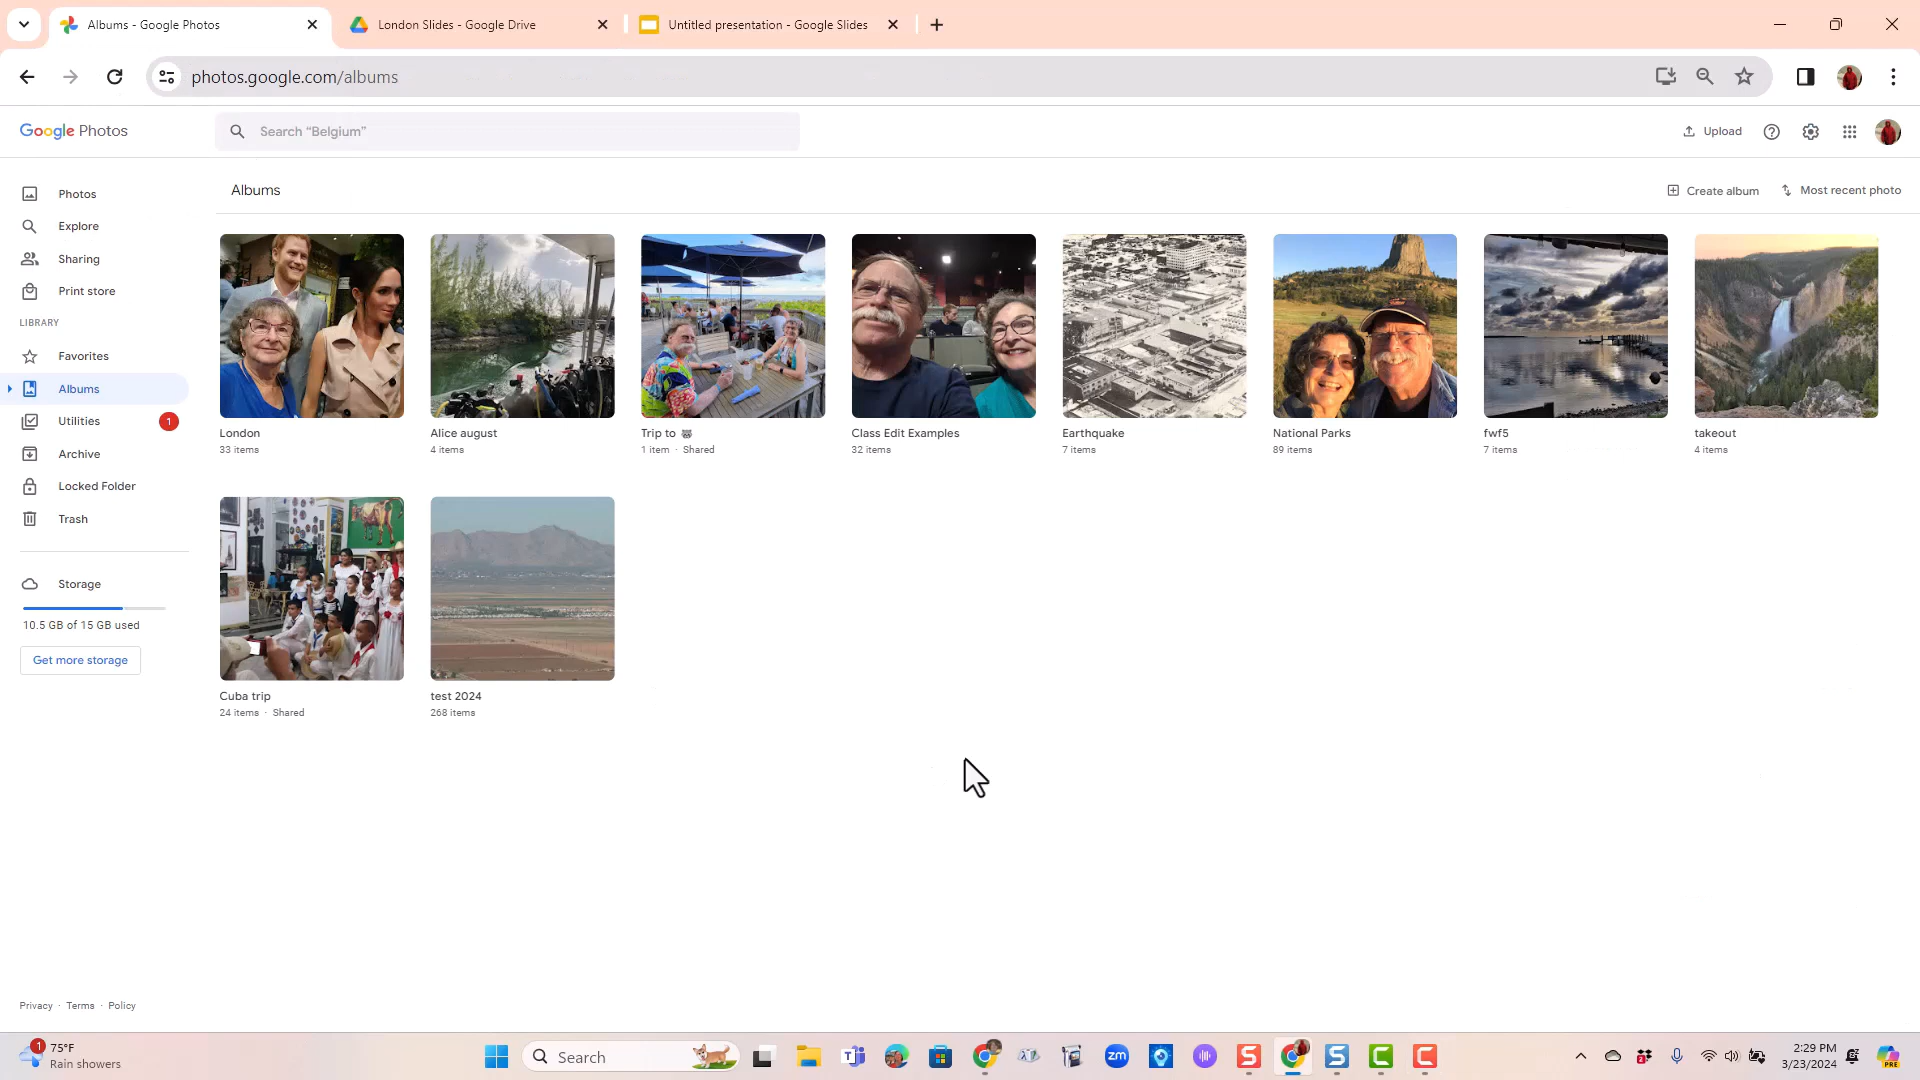 Albums - Google Photos
London Slides - Google Drive
Untitled presentation - Google Slides
photos.google.com/albums
Google Photos
Search “Belgium”
Upload
Photos
Explore
Sharing
Print store
LIBRARY
Favorites
Albums
Utilities 1
Archive
Locked Folder
Trash
Storage
10.5 GB of 15 GB used
Get more storage
Privacy · Terms · Policy
Albums
Create album
Most recent photo
London
33 items
Alice august
4 items
Trip to
1 item · Shared
Class Edit Examples
32 items
Earthquake
7 items
National Parks
89 items
fwf5
7 items
takeout
4 items
Cuba trip
24 items · Shared
test 2024
268 items
1
75°F
Rain showers
Search
zm
2:29 PM
3/23/2024
PRE